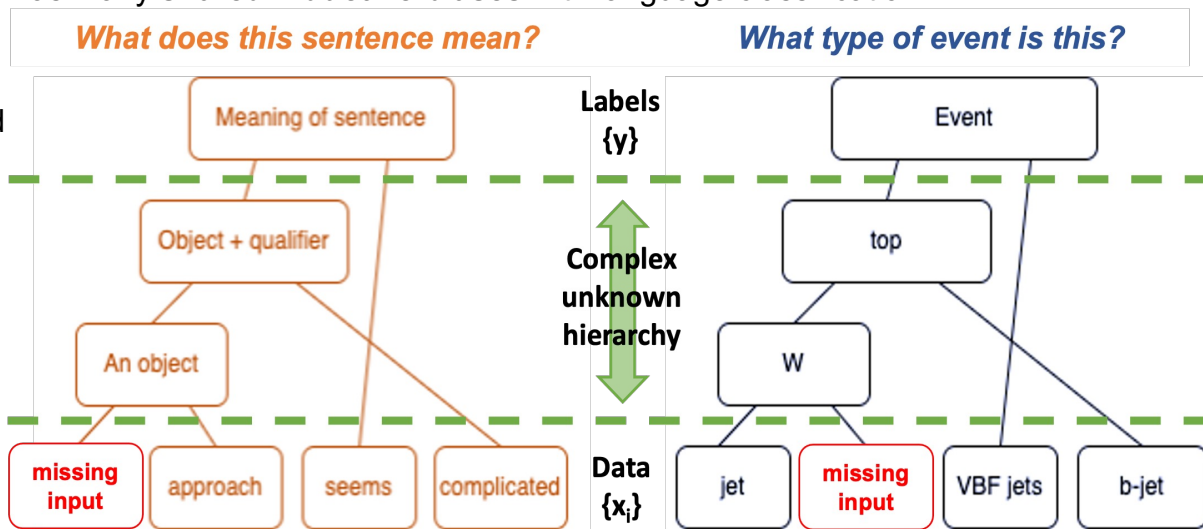 What does this sentence mean?
What type of event is this?
Meaning of sentence
Labels
{y}
Event
Object + qualifier
top
Complex
unknown
hierarchy
An object
W
missing
input
approach
seems
complicated
Data
{xᵢ}
jet
missing
input
VBF jets
b-jet